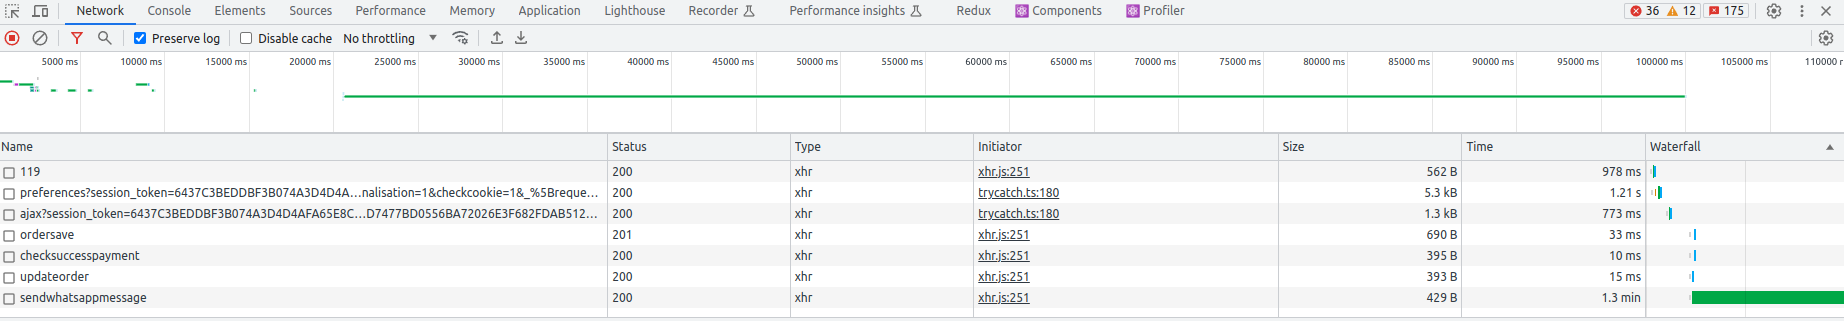 Network Console Elements Sources Performance Memory Application Lighthouse Recorder Performance insights Redux Components Profiler 36 12 175
Preserve log Disable cache No throttling
5000 ms 10000 ms 15000 ms 20000 ms 25000 ms 30000 ms 35000 ms 40000 ms 45000 ms 50000 ms 55000 ms 60000 ms 65000 ms 70000 ms 75000 ms 80000 ms 85000 ms 90000 ms 95000 ms 100000 ms 105000 ms 110000 r
Name Status Type Initiator Size Time Waterfall
119 200 xhr xhr.js:251 562 B 978 ms
preferences?session_token=6437C3BEDDBF3B074A3D4D4A…nalisation=1&checkcookie=1&_%5Breque… 200 xhr trycatch.ts:180 5.3 kB 1.21 s
ajax?session_token=6437C3BEDDBF3B074A3D4D4AFA65E8C…D7477BD0556BA72026E3F682FDAB512… 200 xhr trycatch.ts:180 1.3 kB 773 ms
ordersave 201 xhr xhr.js:251 690 B 33 ms
checksuccesspayment 200 xhr xhr.js:251 395 B 10 ms
updateorder 200 xhr xhr.js:251 393 B 15 ms
sendwhatsappmessage 200 xhr xhr.js:251 429 B 1.3 min